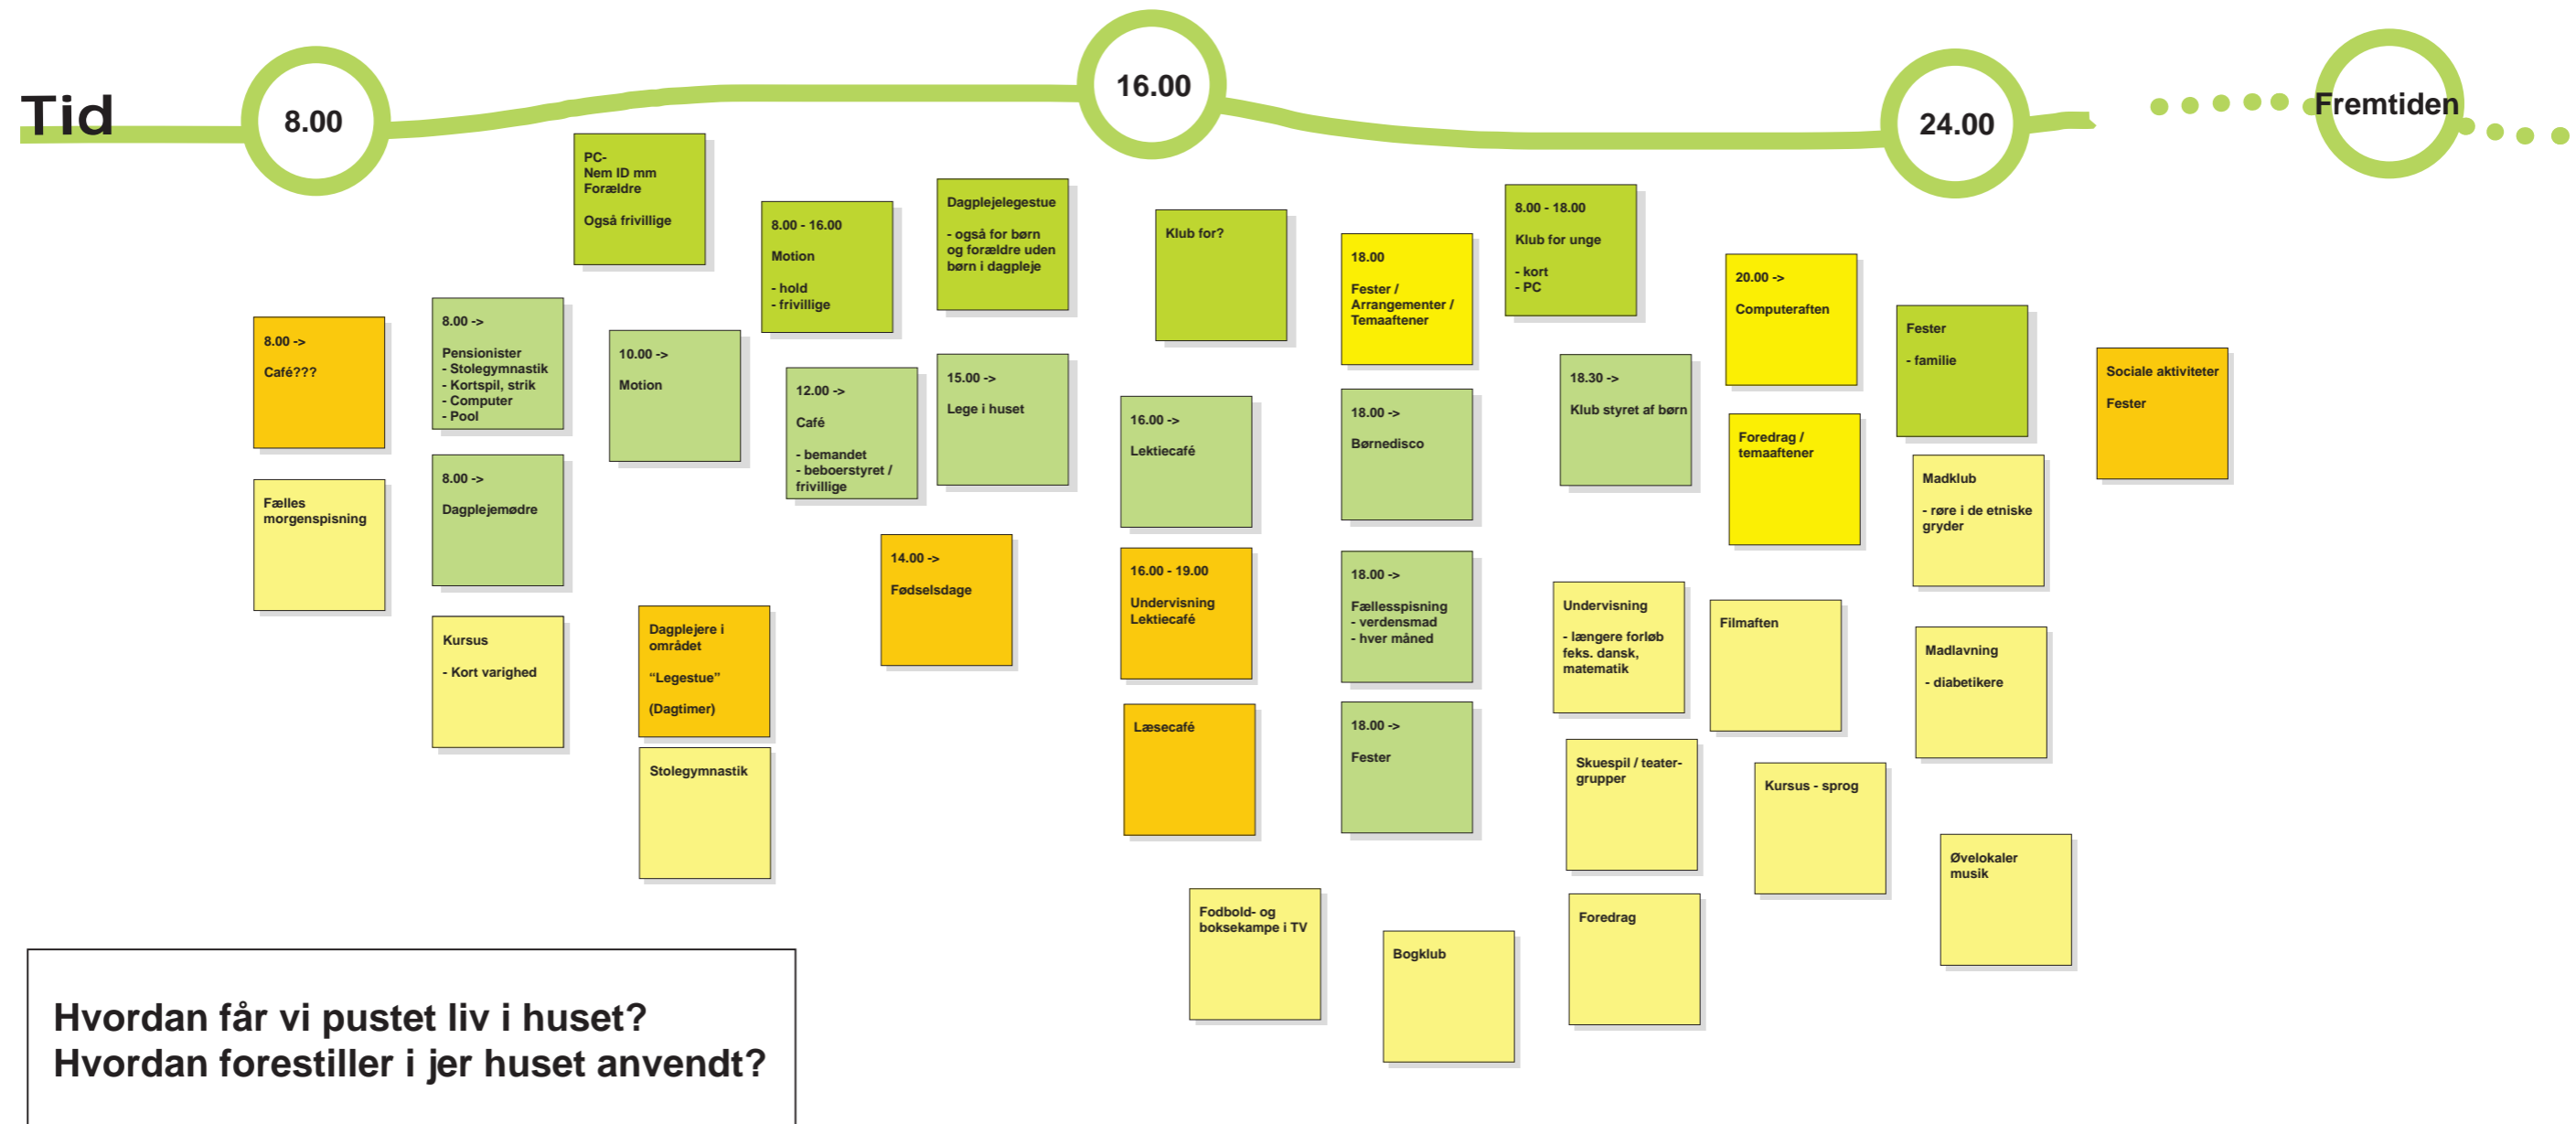 Tid
8.00
16.00
24.00
Fremtiden
PC-
Nem ID mm
Forældre
Også frivillige
8.00 - 16.00
Motion
- hold
- frivillige
Dagplejelegestue
- også for børn
og forældre uden
børn i dagpleje
Klub for?
18.00
Fester /
Arrangementer /
Temaaftener
8.00 - 18.00
Klub for unge
- kort
- PC
20.00 ->
Computeraften
Fester
- familie
Sociale aktiviteter
Fester
8.00 ->
Café???
8.00 ->
Pensionister
- Stolegymnastik
- Kortspil, strik
- Computer
- Pool
10.00 ->
Motion
12.00 ->
Café
- bemandet
- beboerstyret /
frivillige
15.00 ->
Lege i huset
16.00 ->
Lektiecafé
18.00 ->
Børnedisco
18.30 ->
Klub styret af børn
Foredrag /
temaaftener
Madklub
- røre i de etniske
gryder
Fælles
morgenspisning
8.00 ->
Dagplejemødre
14.00 ->
Fødselsdage
16.00 - 19.00
Undervisning
Lektiecafé
18.00 ->
Fællesspisning
- verdensmad
- hver måned
Undervisning
- længere forløb
feks. dansk,
matematik
Filmaften
Madlavning
- diabetikere
Kursus
- Kort varighed
Dagplejere i
området
“Legestue”
(Dagtimer)
Læsecafé
18.00 ->
Fester
Stolegymnastik
Skuespil / teater-
grupper
Kursus - sprog
Øvelokaler
musik
Fodbold- og
boksekampe i TV
Bogklub
Foredrag
Hvordan får vi pustet liv i huset?
Hvordan forestiller i jer huset anvendt?